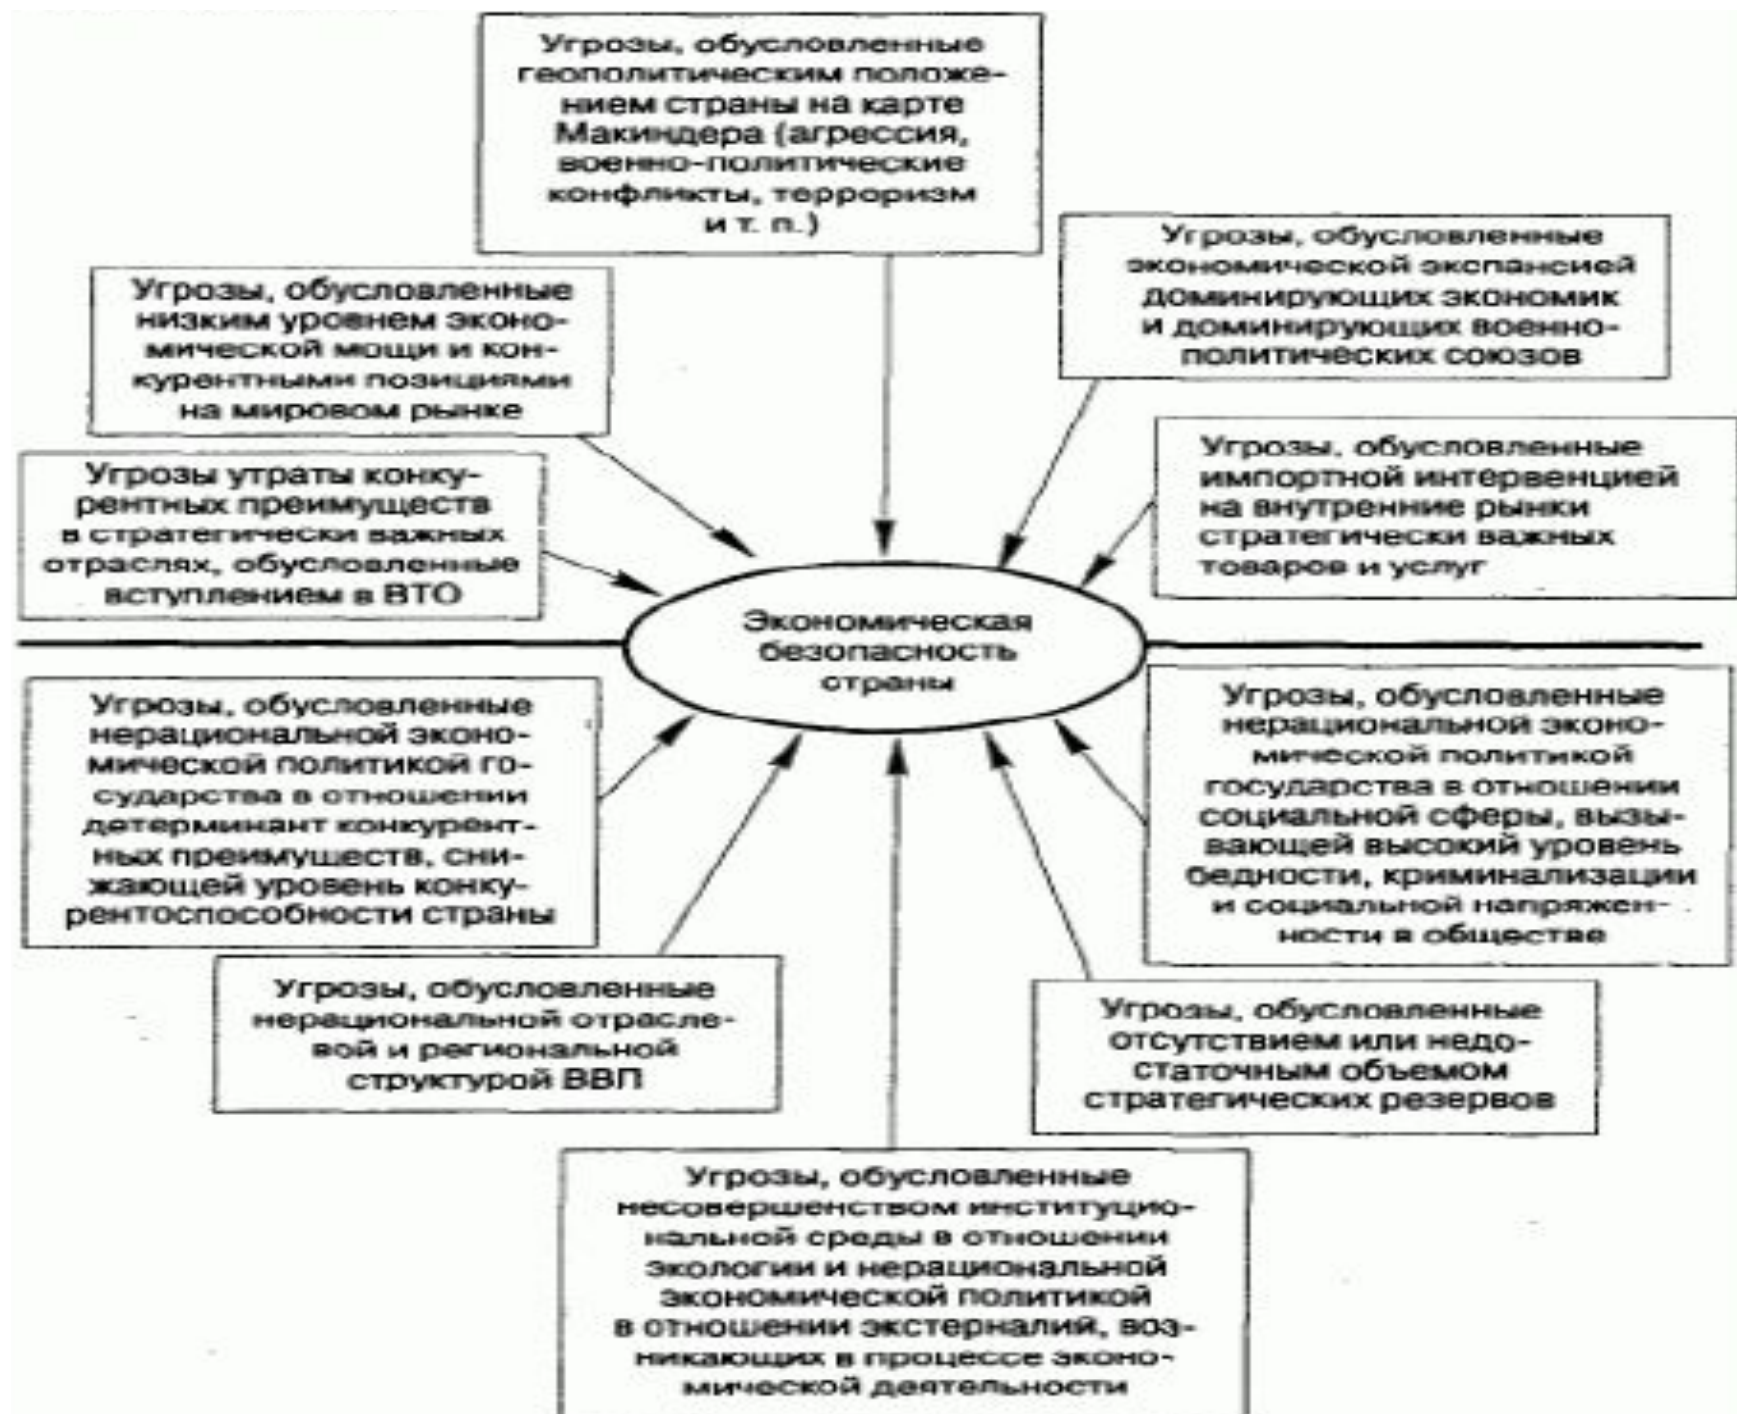 Угрозы, обусловленные
геополитическим положе-
нием страны на карте
Макиндера (агрессия,
военно-политические
конфликты, терроризм
и т. п.)
Угрозы, обусловленные
экономической экспансией
доминирующих экономик
и доминирующих военно-
политических союзов
Угрозы, обусловленные
низким уровнем эконо-
мической мощи и кон-
курентными позициями
на мировом рынке
Угрозы, обусловленные
импортной интервенцией
на внутренние рынки
стратегически важных
товаров и услуг
Угрозы утраты конку-
рентных преимуществ
в стратегически важных
отраслях, обусловленные
вступлением в ВТО
Экономическая
безопасность
страны
Угрозы, обусловленные
нерациональной эконо-
мической политикой го-
сударства в отношении
детерминант конкурент-
ных преимуществ, сни-
жающей уровень конку-
рентоспособности страны
Угрозы, обусловленные
нерациональной эконо-
мической политикой
государства в отношении
социальной сферы, вызы-
вающей высокий уровень
бедности, криминализации
и социальной напряжен-
ности в обществе
Угрозы, обусловленные
нерациональной отрасле-
вой и региональной
структурой ВВП
Угрозы, обусловленные
отсутствием или недо-
статочным объемом
стратегических резервов
Угрозы, обусловленные
несовершенством институцио-
нальной среды в отношении
экологии и нерациональной
экономической политикой
в отношении экстерналий, воз-
никающих в процессе эконо-
мической деятельности